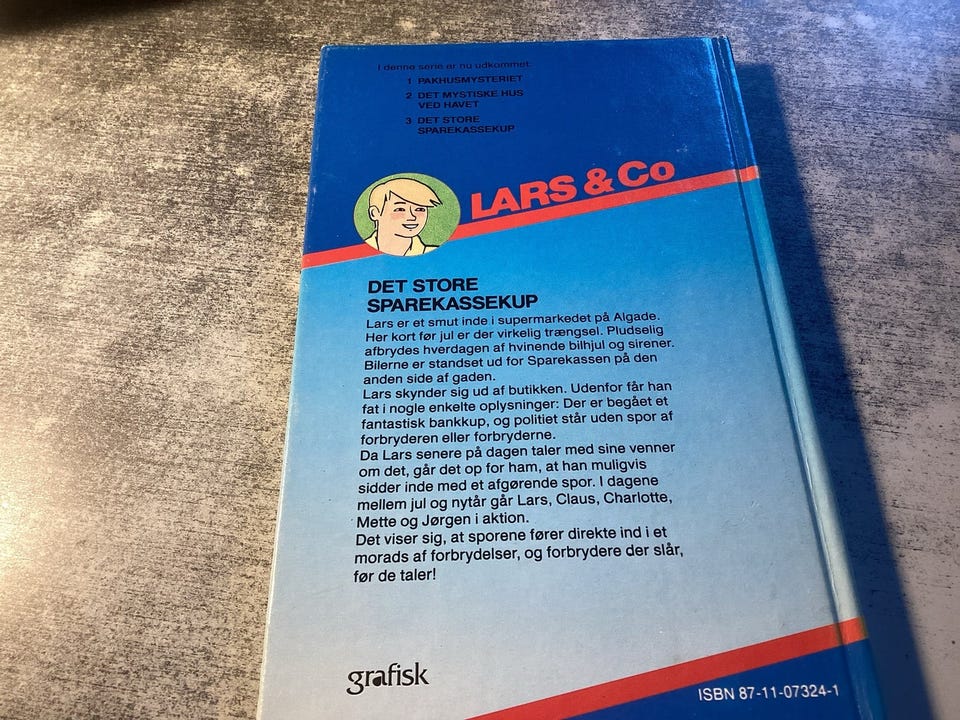 I denne serie er nu udkommet:
1 PAKHUSMYSTERIET
2 DET MYSTISKE HUS
VED HAVET
3 DET STORE
SPAREKASSEKUP
LARS & Co
DET STORE
SPAREKASSEKUP
Lars er et smut inde i supermarkedet på Algade.
Her kort før jul er der virkelig trængsel. Pludselig
afbrydes hverdagen af hvinende bilhjul og sirener.
Bilerne er standset ud for Sparekassen på den
anden side af gaden.
Lars skynder sig ud af butikken. Udenfor får han
fat i nogle enkelte oplysninger: Der er begået et
fantastisk bankkup, og politiet står uden spor af
forbryderen eller forbryderne.
Da Lars senere på dagen taler med sine venner
om det, går det op for ham, at han muligvis
sidder inde med et afgørende spor. I dagene
mellem jul og nytår går Lars, Claus, Charlotte,
Mette og Jørgen i aktion.
Det viser sig, at sporene fører direkte ind i et
morads af forbrydelser, og forbrydere der slår,
før de taler!
grafisk
ISBN 87-11-07324-1